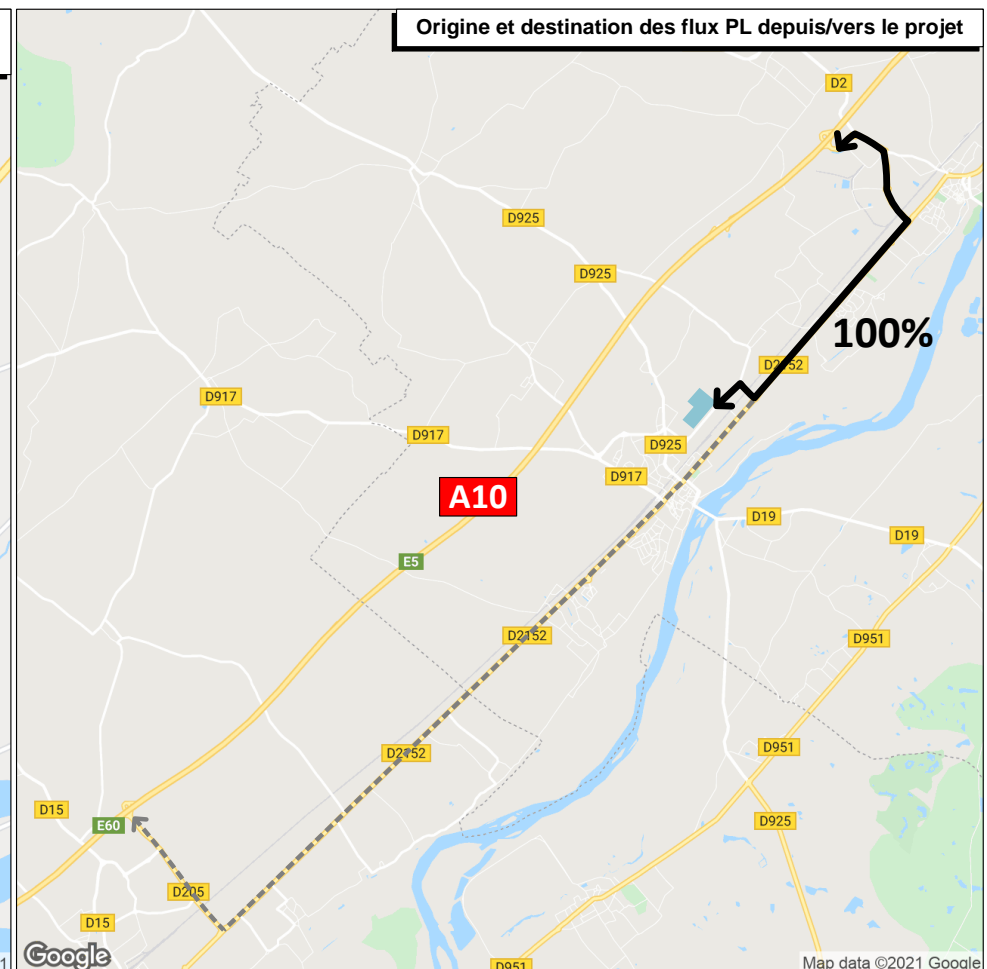 Origine et destination des flux PL depuis/vers le projet
D2
D925
D925
100%
D2152
D917
D917
D925
D917
A10
D19
D19
E5
D2152
D951
D2152
D951
D15
E60
D925
D205
D15
Google
D951
Map data ©2021 Google
1